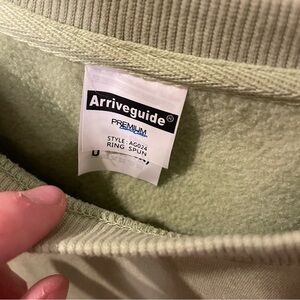 Arriveguide®
PREMIUM
STYLE: AG024
RING SPUN